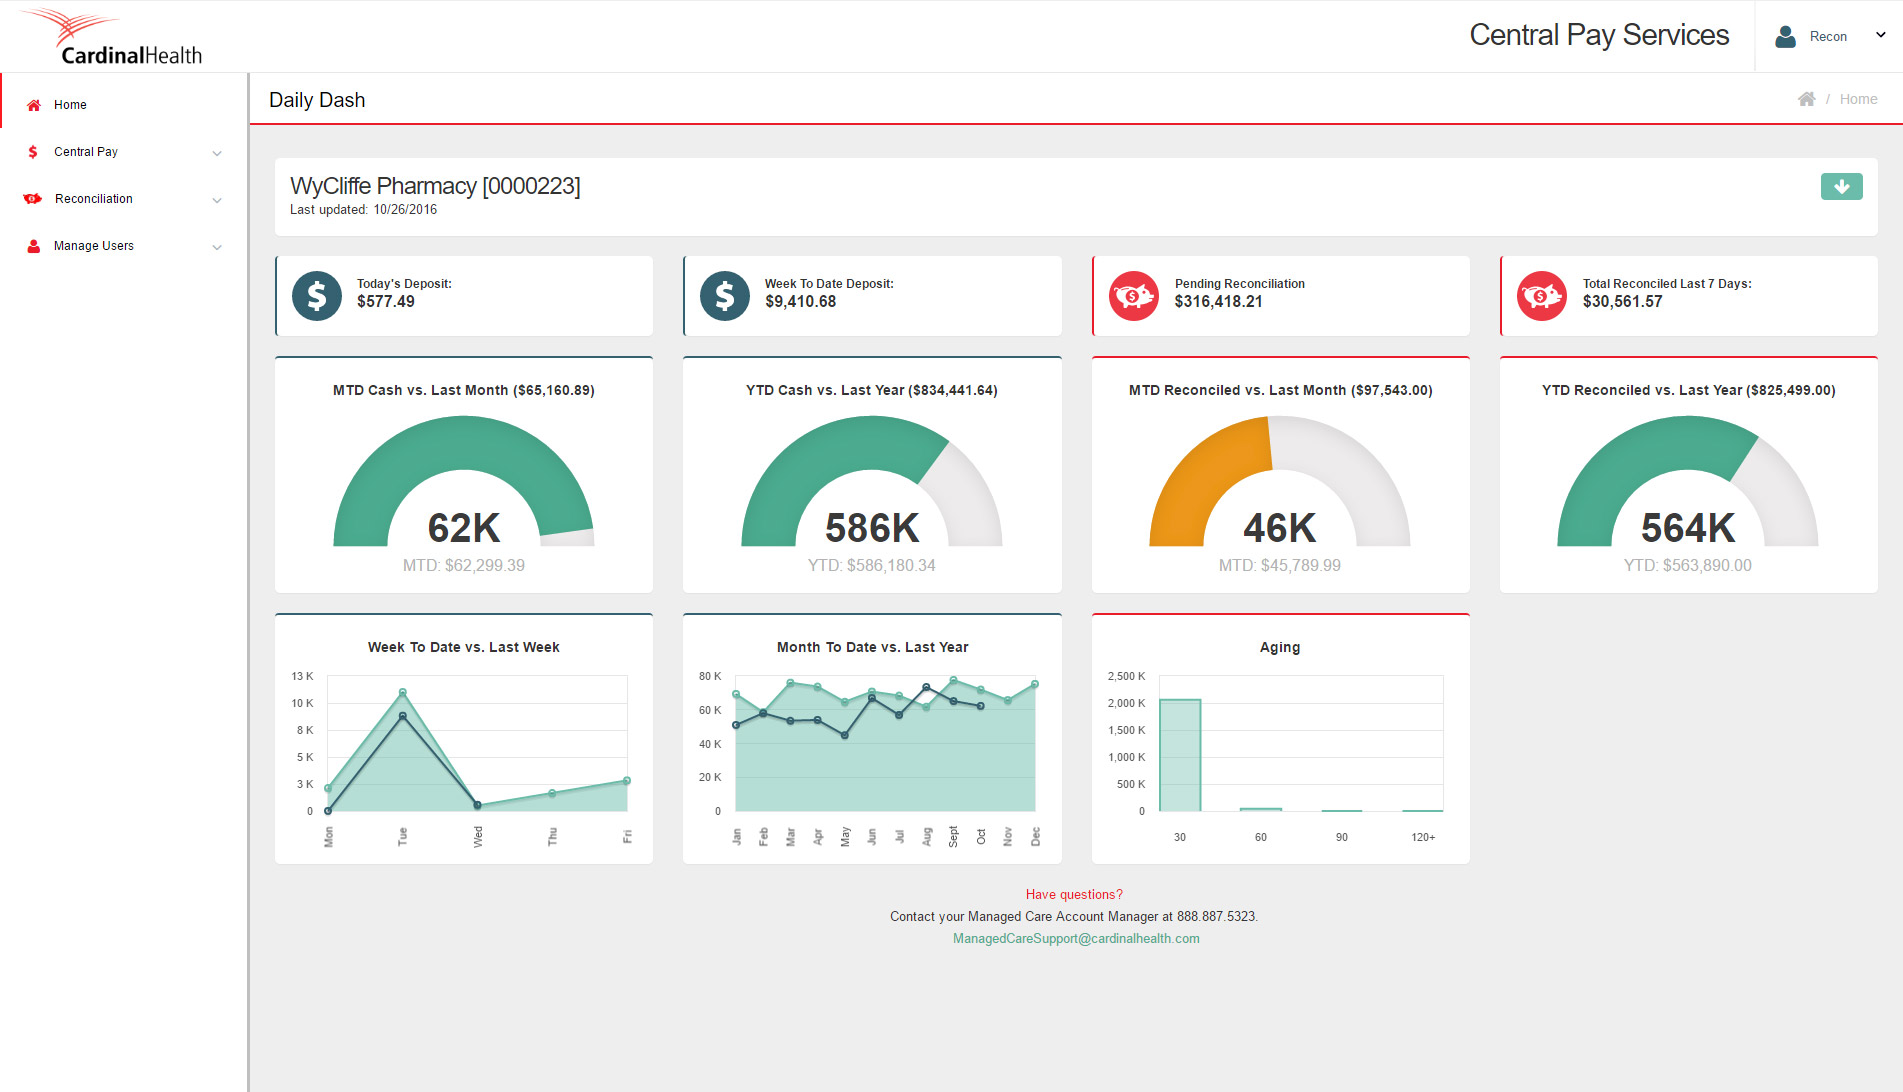 CardinalHealth
Central Pay Services
Recon
Home
Central Pay
Reconciliation
Manage Users
Daily Dash
/ Home
WyCliffe Pharmacy [0000223]
Last updated: 10/26/2016
Today's Deposit:
$577.49
Week To Date Deposit:
$9,410.68
Pending Reconciliation
$316,418.21
Total Reconciled Last 7 Days:
$30,561.57
MTD Cash vs. Last Month ($65,160.89)
62K
MTD: $62,299.39
YTD Cash vs. Last Year ($834,441.64)
586K
YTD: $586,180.34
MTD Reconciled vs. Last Month ($97,543.00)
46K
MTD: $45,789.99
YTD Reconciled vs. Last Year ($825,499.00)
564K
YTD: $563,890.00
Week To Date vs. Last Week
13 K
10 K
8 K
5 K
3 K
0
Mon Tue Wed Thu Fri
Month To Date vs. Last Year
80 K
60 K
40 K
20 K
0
Jan Feb Mar Apr May Jun Jul Aug Sept Oct Nov Dec
Aging
2,500 K
2,000 K
1,500 K
1,000 K
500 K
0
30 60 90 120+
Have questions?
Contact your Managed Care Account Manager at 888.887.5323.
ManagedCareSupport@cardinalhealth.com